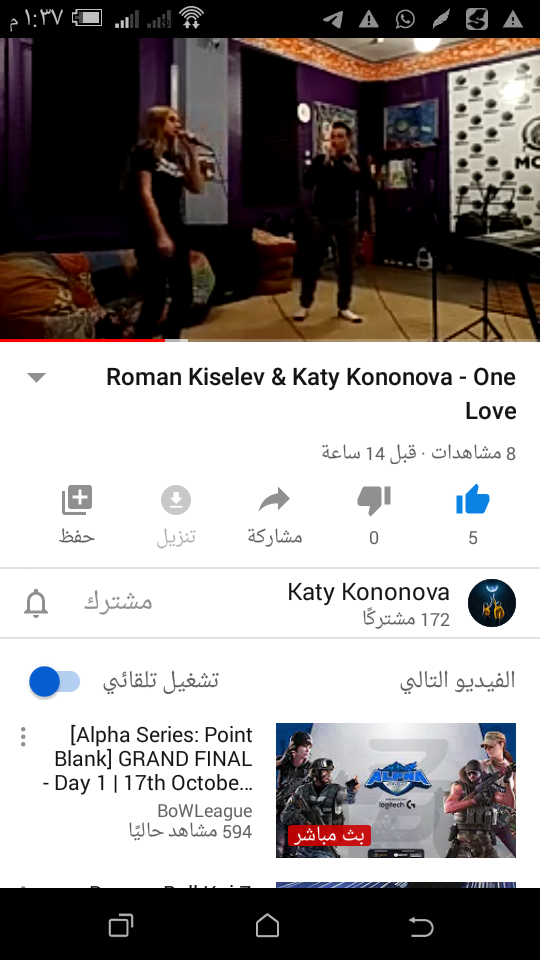 ١:٣٧ م
MO
Roman Kiselev & Katy Kononova - One
Love
8 مشاهدات · قبل 14 ساعة
5
0
مشاركة
تنزيل
حفظ
Katy Kononova
172 مشتركًا
مشترك
الفيديو التالي
تشغيل تلقائي
[Alpha Series: Point
Blank] GRAND FINAL
- Day 1 | 17th Octobe...
BoWLeague
594 مشاهد حاليًا
ALPHA
logitech G
بث مباشر